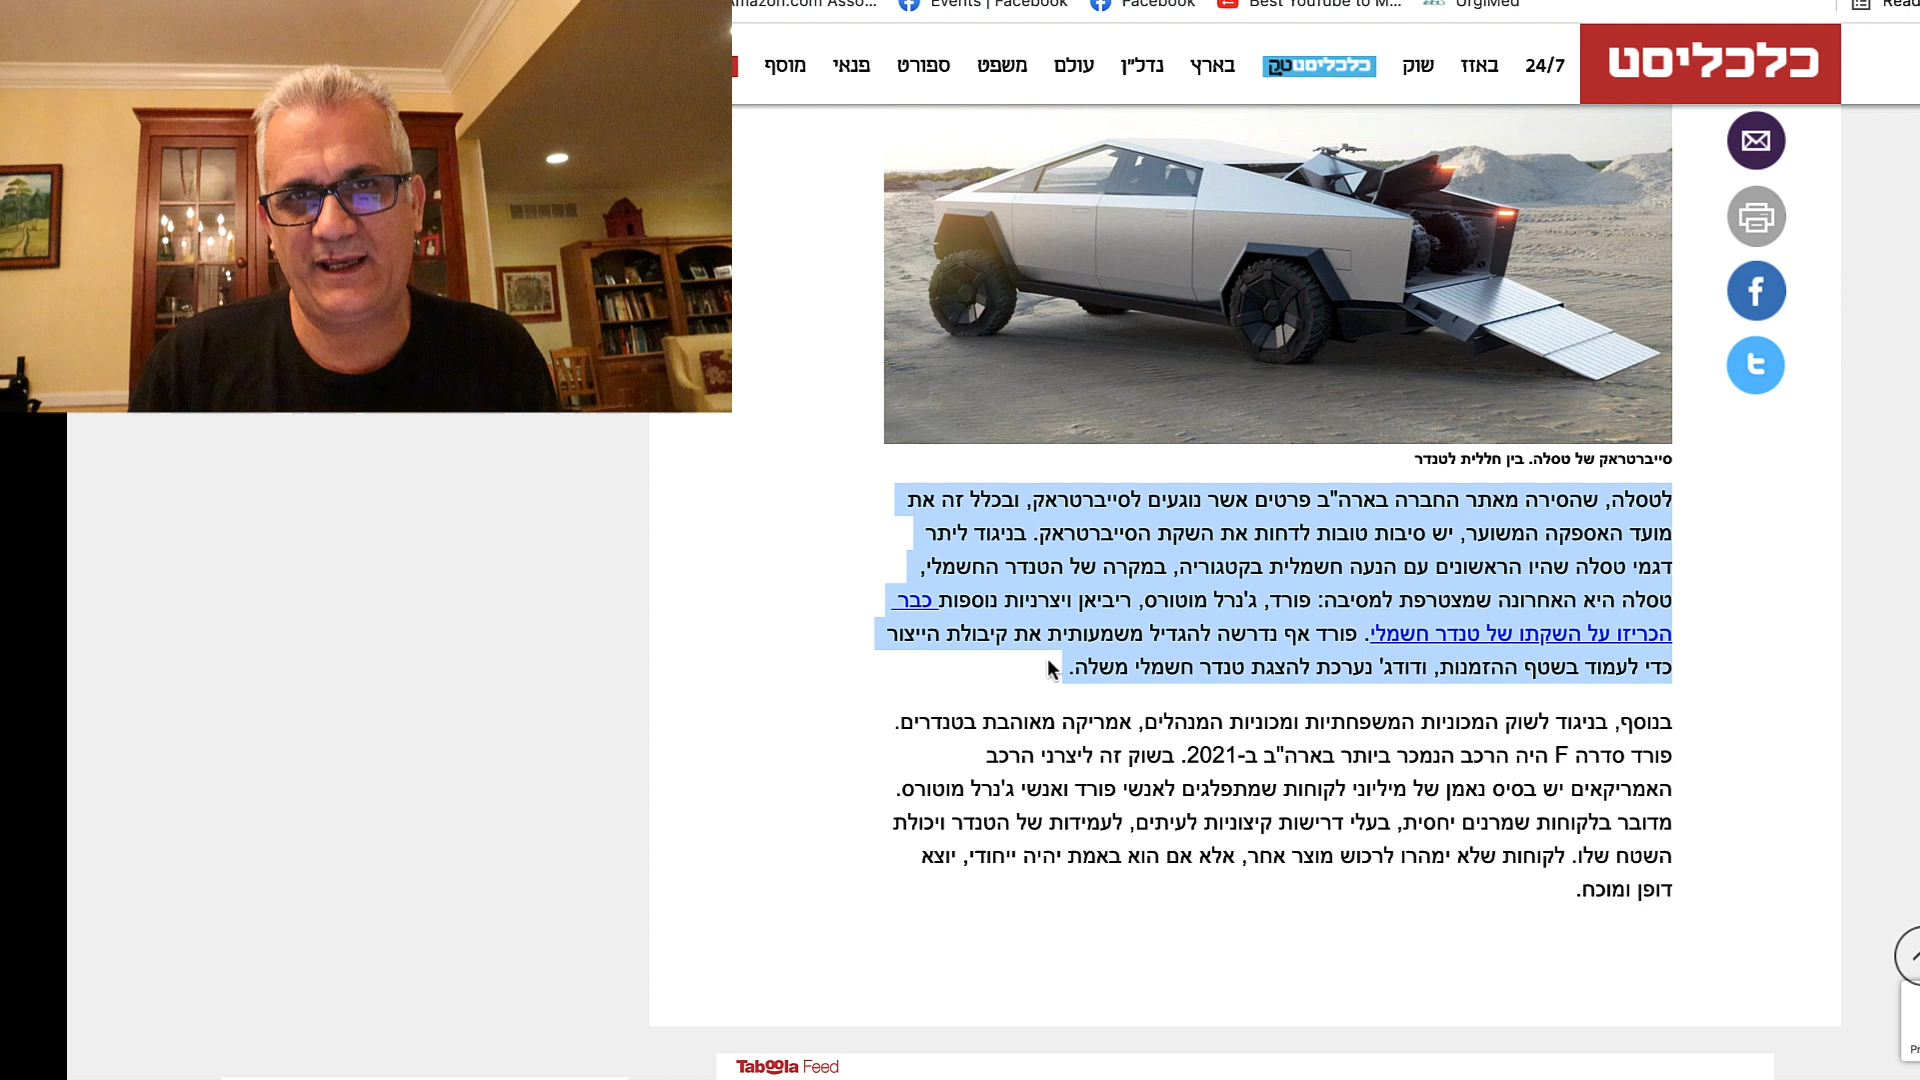 Amazon.com Asso...
Events | Facebook
Facebook
Best YouTube to M...
UrgiMed
כלכליסט
24/7
באזז
שוק
כלכליסטטק
בארץ
נדל"ן
עולם
משפט
ספורט
פנאי
מוסף
סייברטראק של טסלה. בין חללית לטנדר
לטסלה, שהסירה מאתר החברה בארה"ב פרטים אשר נוגעים לסייברטראק, ובכלל זה את
מועד האספקה המשוער, יש סיבות טובות לדחות את השקת הסייברטראק. בניגוד ליתר
דגמי טסלה שהיו הראשונים עם הנעה חשמלית בקטגוריה, במקרה של הטנדר החשמלי,
טסלה היא האחרונה שמצטרפת למסיבה: פורד, ג'נרל מוטורס, ריביאן ויצרניות נוספות כבר
הכריזו על השקתו של טנדר חשמלי. פורד אף נדרשה להגדיל משמעותית את קיבולת הייצור
כדי לעמוד בשטף ההזמנות, ודודג' נערכת להצגת טנדר חשמלי משלה.
בנוסף, בניגוד לשוק המכוניות המשפחתיות ומכוניות המנהלים, אמריקה מאוהבת בטנדרים.
פורד סדרה F היה הרכב הנמכר ביותר בארה"ב ב-2021. בשוק זה ליצרני הרכב
האמריקאים יש בסיס נאמן של מיליוני לקוחות שמתפלגים לאנשי פורד ואנשי ג'נרל מוטורס.
מדובר בלקוחות שמרנים יחסית, בעלי דרישות קיצוניות לעיתים, לעמידות של הטנדר ויכולת
השטח שלו. לקוחות שלא ימהרו לרכוש מוצר אחר, אלא אם הוא באמת יהיה ייחודי, יוצא
דופן ומוכח.
Taboola Feed